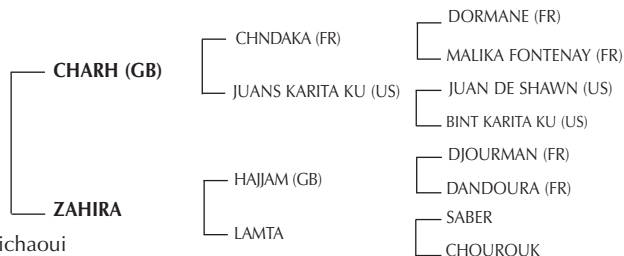 DORMANE (FR)
CHNDAKA (FR)
MALIKA FONTENAY (FR)
CHARH (GB)
JUANS KARITA KU (US)
JUAN DE SHAWN (US)
BINT KARITA KU (US)
DJOURMAN (FR)
HAJJAM (GB)
DANDOURA (FR)
ZAHIRA
SABER
LAMTA
ichaoui
CHOUROUK